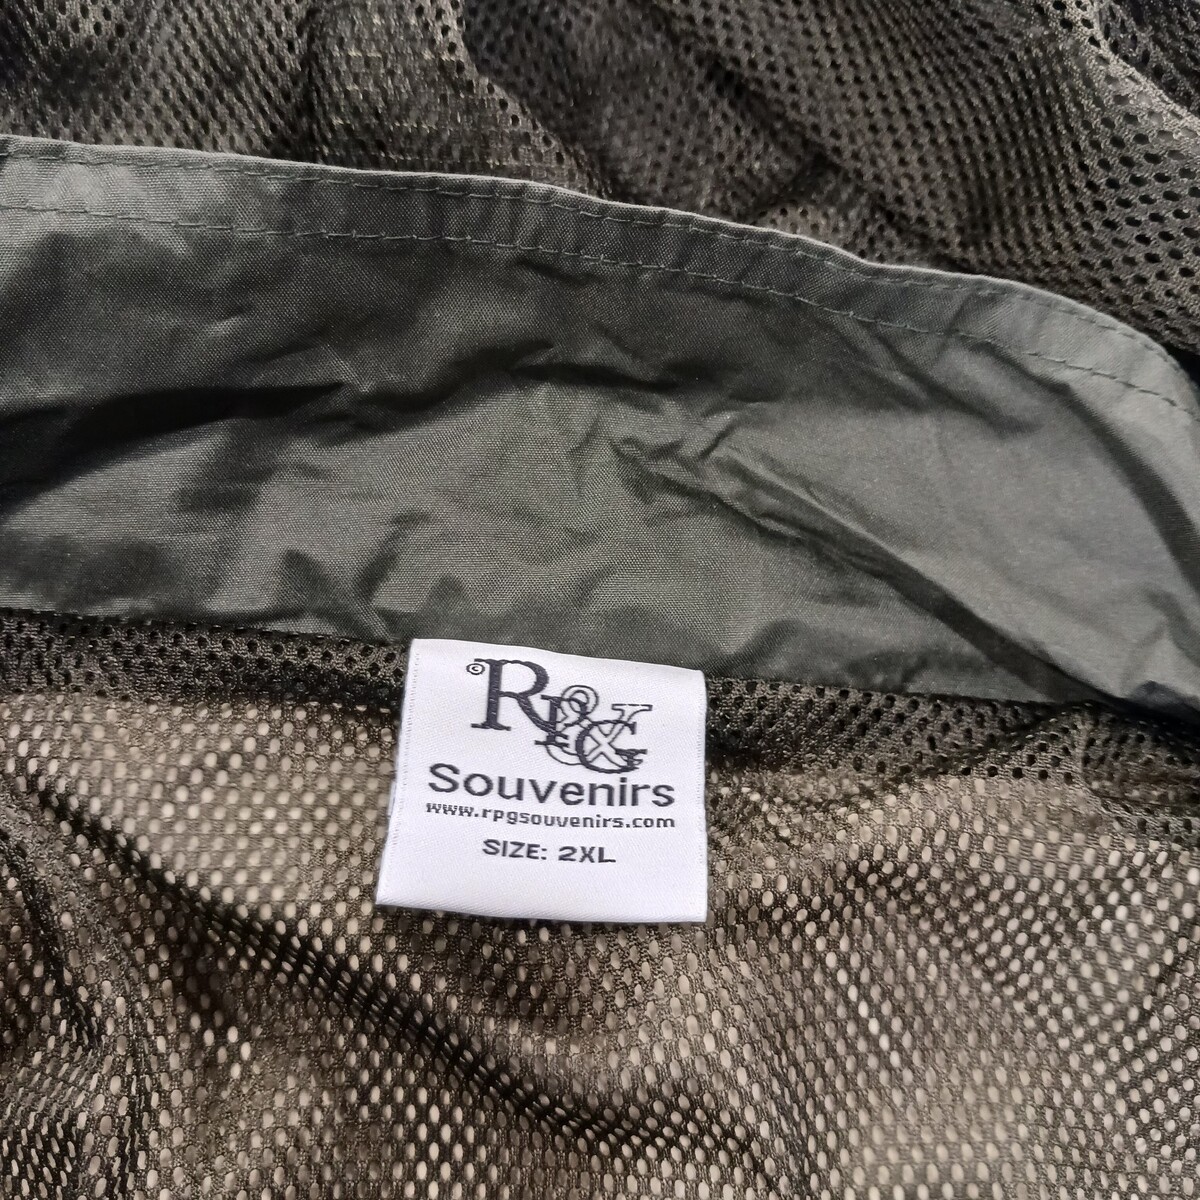 © RP&G
Souvenirs
www.rpgsouvenirs.com
SIZE: 2XL